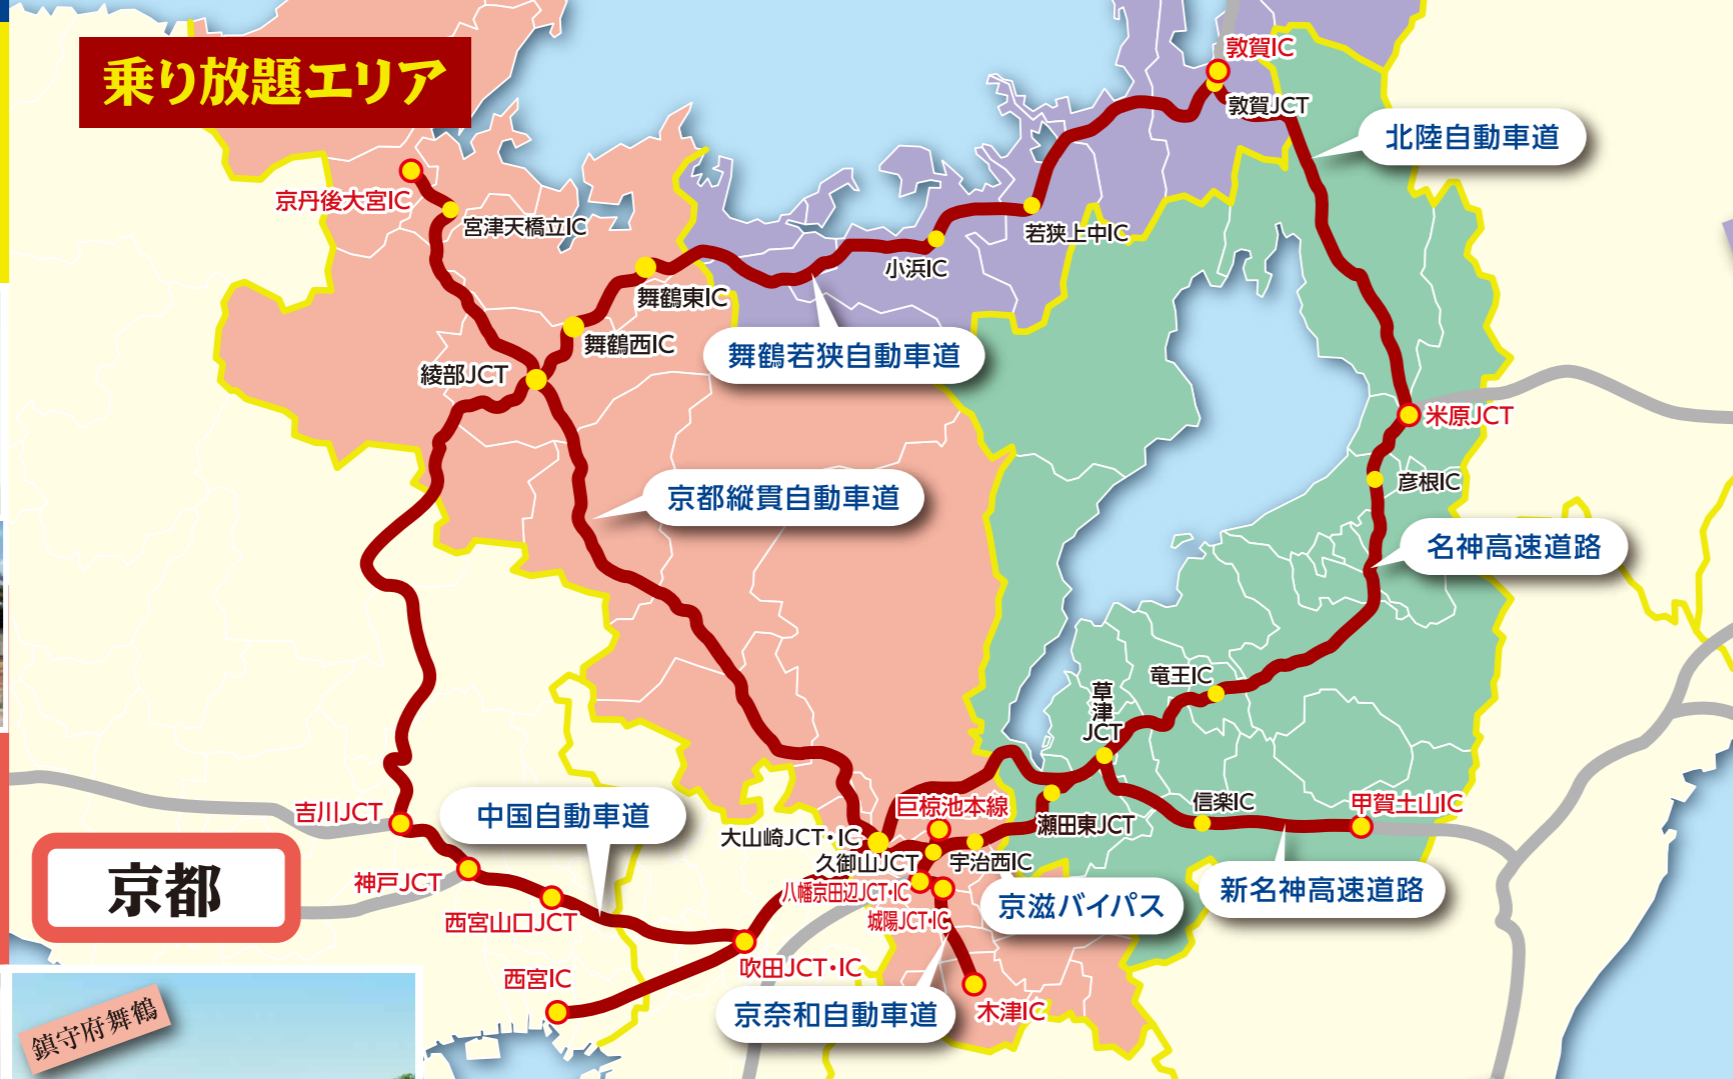 乗り放題エリア
敦賀IC
敦賀JCT
北陸自動車道
京丹後大宮IC
宮津天橋立IC
若狭上中IC
小浜IC
舞鶴東IC
舞鶴西IC
舞鶴若狭自動車道
綾部JCT
米原JCT
彦根IC
京都縦貫自動車道
名神高速道路
竜王IC
草津
JCT
吉川JCT
中国自動車道
巨椋池本線
信楽IC
甲賀土山IC
瀬田東JCT
大山崎JCT・IC
久御山JCT
宇治西IC
京都
神戸JCT
八幡京田辺JCT・IC
京滋バイパス
新名神高速道路
西宮山口JCT
城陽JCT・IC
西宮IC
吹田JCT・IC
京奈和自動車道
木津IC
鎮守府舞鶴